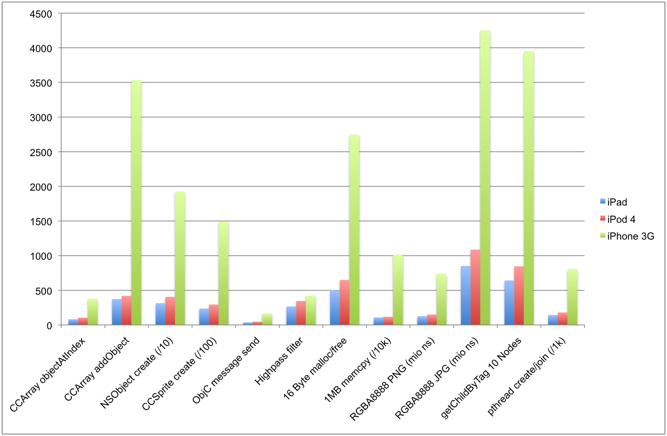 4500
4000
3500
3000
2500
2000
1500
1000
500
0
iPad
iPod 4
iPhone 3G
CCArray objectAtIndex
CCArray addObject
NSObject create (/10)
CCSprite create (/100)
ObjC message send
Highpass filter
16 Byte malloc/free
1MB memcpy (/10k)
RGBA8888 PNG (mio ns)
RGBA8888 JPG (mio ns)
getChildByTag 10 Nodes
pthread create/join (/1k)